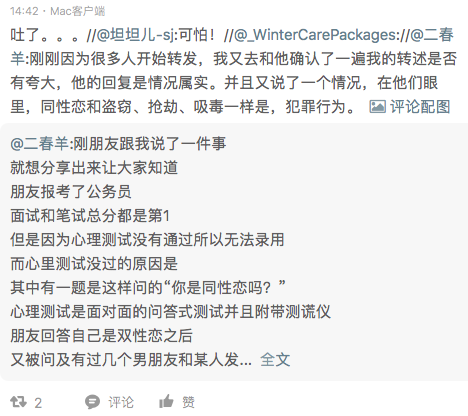 14:42・Mac客户端
吐了。。。//@坦坦儿-sj:可怕！//@_WinterCarePackages://@二春
羊:刚刚因为很多人开始转发，我又去和他确认了一遍我的转述是否
有夸大，他的回复是情况属实。并且又说了一个情况，在他们眼
里，同性恋和盗窃、抢劫、吸毒一样是，犯罪行为。 评论配图
@二春羊:刚朋友跟我说了一件事
就想分享出来让大家知道
朋友报考了公务员
面试和笔试总分都是第1
但是因为心理测试没有通过所以无法录用
而心里测试没过的原因是
其中有一题是这样问的“你是同性恋吗？”
心理测试是面对面的问答式测试并且附带测谎仪
朋友回答自己是双性恋之后
又被问及有过几个男朋友和某人发... 全文
2 评论 赞